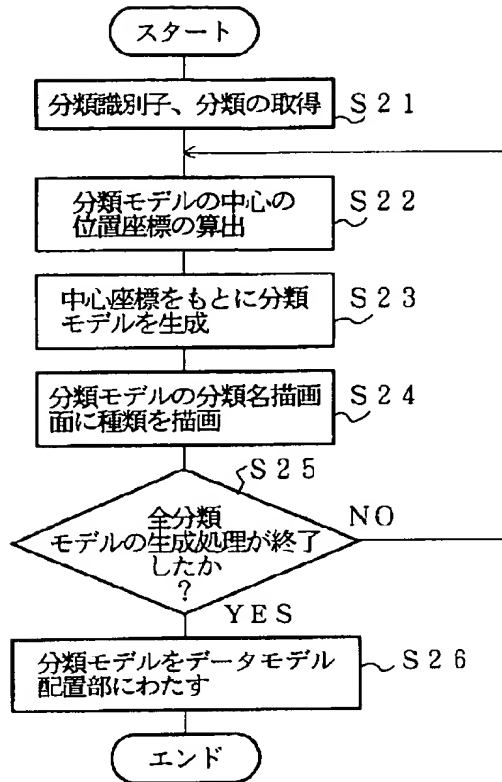 スタート
分類識別子、分類の取得
S21
分類モデルの中心の
位置座標の算出
S22
中心座標をもとに分類
モデルを生成
S23
分類モデルの分類名描画
面に種類を描画
S24
S25
全分類
モデルの生成処理が終了
したか
?
NO
YES
分類モデルをデータモデル
配置部にわたす
S26
エンド